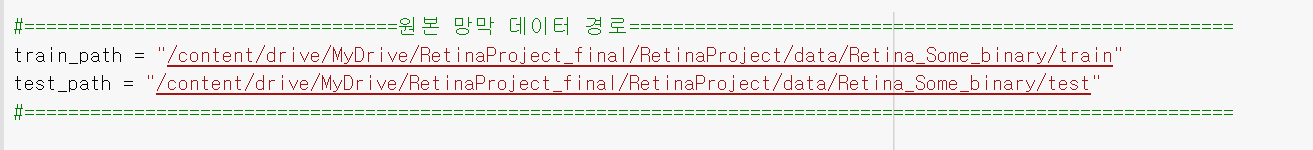 #==================================원본 망막 데이터 경로=======================================================
train_path = "/content/drive/MyDrive/RetinaProject_final/RetinaProject/data/Retina_Some_binary/train"
test_path = "/content/drive/MyDrive/RetinaProject_final/RetinaProject/data/Retina_Some_binary/test"
#==============================================================================================================